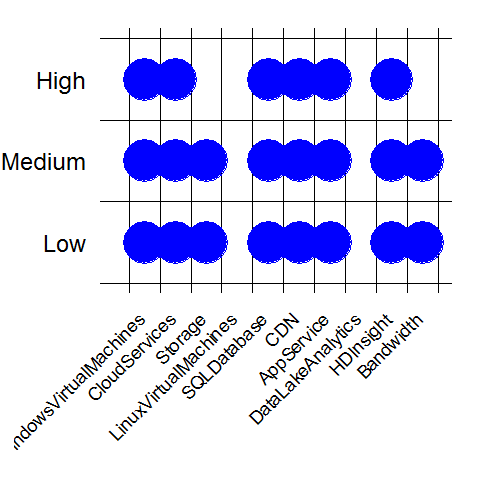 High
Medium
Low
ndowsVirtualMachines
CloudServices
Storage
LinuxVirtualMachines
SQLDatabase
CDN
AppService
DataLakeAnalytics
HDInsight
Bandwidth